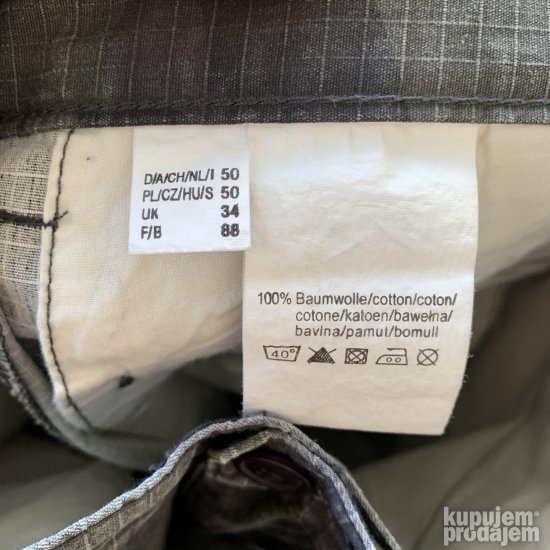 D/A/CH/NL/I 50
PL/CZ/HU/S 50
UK 34
F/B 88
100% Baumwolle/cotton/coton/
cotone/katoen/bawełna/
bavlna/pamut/bomull
40°
kupujem
prodajem